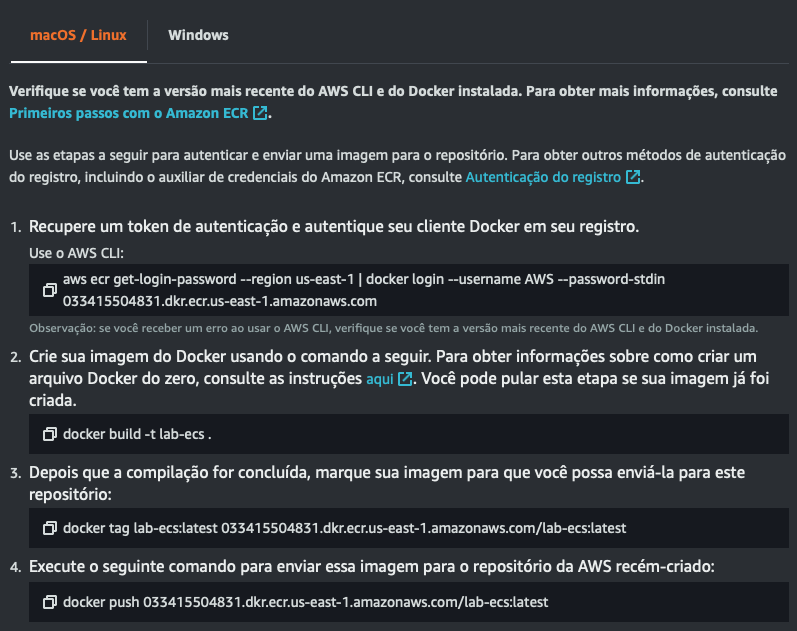 macOS / Linux
Windows
Verifique se você tem a versão mais recente do AWS CLI e do Docker instalada. Para obter mais informações, consulte
Primeiros passos com o Amazon ECR.
Use as etapas a seguir para autenticar e enviar uma imagem para o repositório. Para obter outros métodos de autenticação
do registro, incluindo o auxiliar de credenciais do Amazon ECR, consulte Autenticação do registro.
1. Recupere um token de autenticação e autentique seu cliente Docker em seu registro.
Use o AWS CLI:
aws ecr get-login-password --region us-east-1 | docker login --username AWS --password-stdin
033415504831.dkr.ecr.us-east-1.amazonaws.com
Observação: se você receber um erro ao usar o AWS CLI, verifique se você tem a versão mais recente do AWS CLI e do Docker instalada.
2. Crie sua imagem do Docker usando o comando a seguir. Para obter informações sobre como criar um
arquivo Docker do zero, consulte as instruções aqui. Você pode pular esta etapa se sua imagem já foi
criada.
docker build -t lab-ecs .
3. Depois que a compilação for concluída, marque sua imagem para que você possa enviá-la para este
repositório:
docker tag lab-ecs:latest 033415504831.dkr.ecr.us-east-1.amazonaws.com/lab-ecs:latest
4. Execute o seguinte comando para enviar essa imagem para o repositório da AWS recém-criado:
docker push 033415504831.dkr.ecr.us-east-1.amazonaws.com/lab-ecs:latest